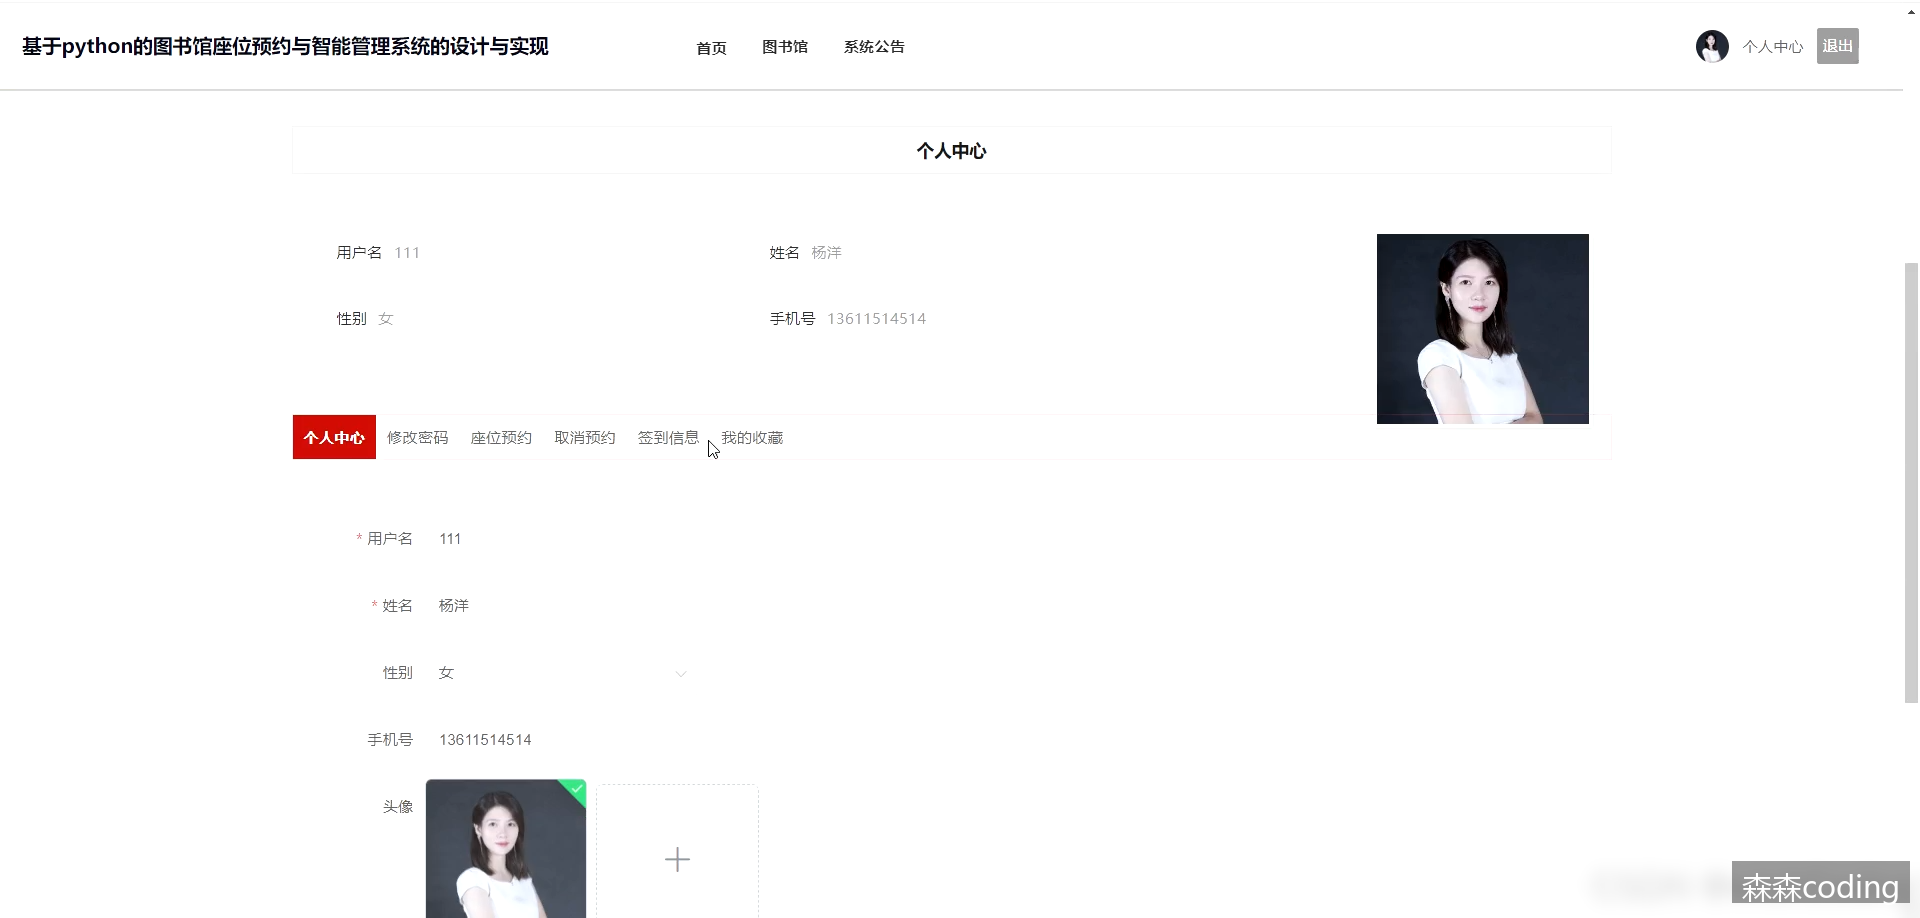 基于python的图书馆座位预约与智能管理系统的设计与实现
首页 图书馆 系统公告
个人中心 退出
个人中心
用户名 111
姓名 杨洋
性别 女
手机号 13611514514
个人中心 修改密码 座位预约 取消预约 签到信息 我的收藏
* 用户名 111
* 姓名 杨洋
性别 女
手机号 13611514514
头像
森森coding